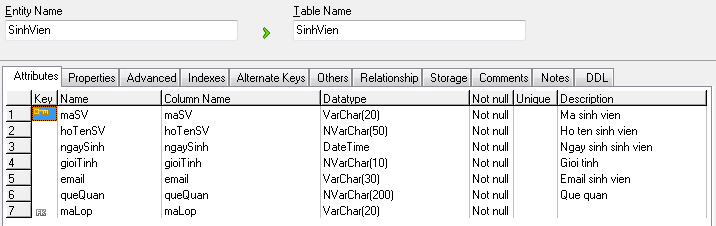 Entity Name Table Name
SinhVien SinhVien
Attributes Properties Advanced Indexes Alternate Keys Others Relationship Storage Comments Notes DDL
Key Name Column Name Datatype Not null Unique Description
1 maSV maSV VarChar(20) Not null Ma sinh vien
2 hoTenSV hoTenSV NVarChar(50) Not null Ho ten sinh vien
3 ngaySinh ngaySinh DateTime Not null Ngay sinh sinh vien
4 gioiTinh gioiTinh NVarChar(10) Not null Gioi tinh
5 email email VarChar(30) Not null Email sinh vien
6 queQuan queQuan NVarChar(200) Not null Que quan
7 FK maLop maLop VarChar(20) Not null